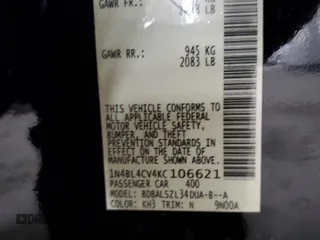 GAWR FR:
GAWR RR: 945 KG
2083 LB
THIS VEHICLE CONFORMS TO
ALL APPLICABLE FEDERAL
MOTOR VEHICLE SAFETY,
BUMPER, AND THEFT
PREVENTION STANDARDS
IN EFFECT ON THE DATE OF
MANUFACTURE SHOWN ABOVE.
1N4BL4CV4KC106621
PASSENGER CAR 400
MODEL: BDBALSZL34DUA-B--A
COLOR: KH3 TRIM: N 9N00A